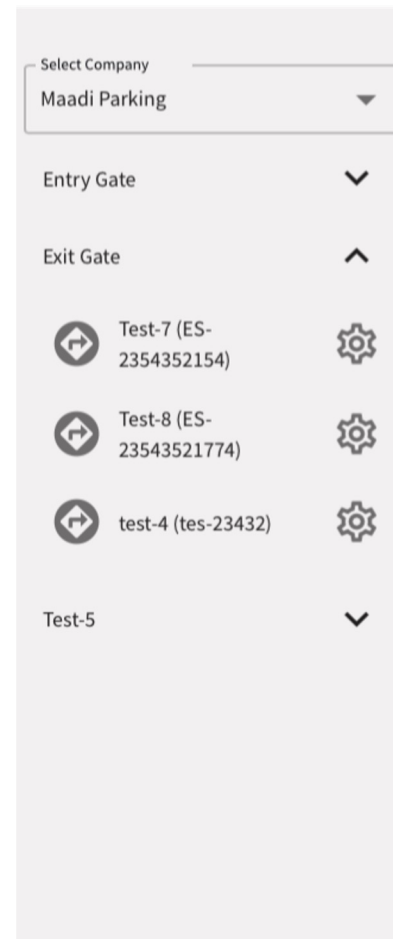 Select Company
Maadi Parking
Entry Gate
Exit Gate
Test-7 (ES-
2354352154)
Test-8 (ES-
23543521774)
test-4 (tes-23432)
Test-5